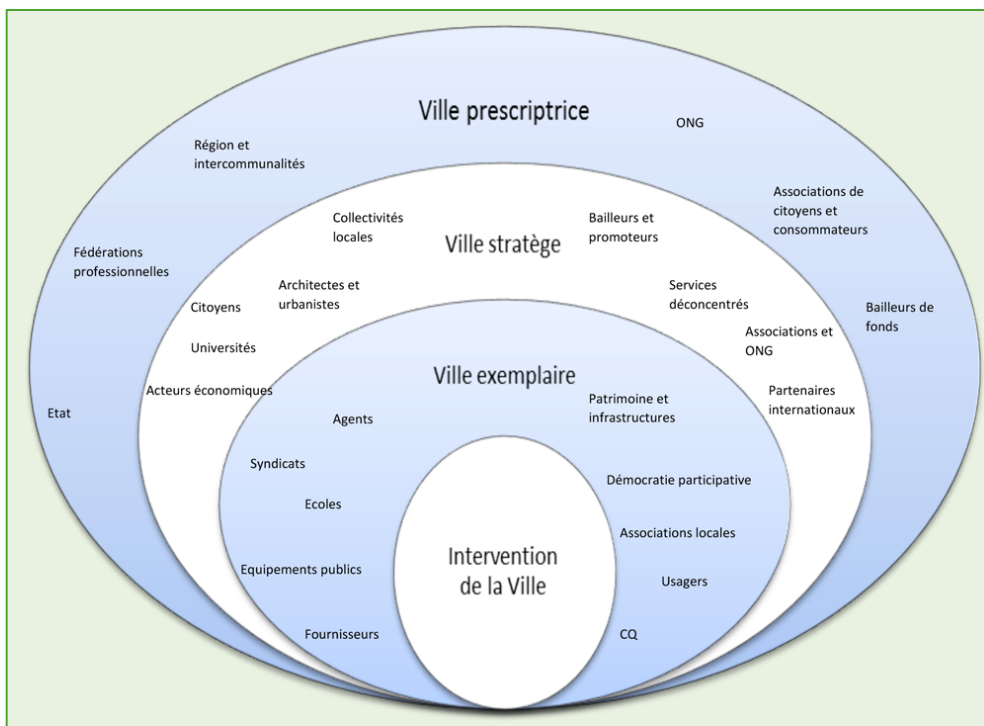 Ville prescriptrice
ONG
Région et
intercommunalités
Associations de
citoyens et
consommateurs
Collectivités
locales
Bailleurs et
promoteurs
Ville stratège
Fédérations
professionnelles
Architectes et
urbanistes
Services
déconcentrés
Citoyens
Bailleurs de
fonds
Universités
Associations et
ONG
Ville exemplaire
Acteurs économiques
Partenaires
internationaux
Etat
Agents
Patrimoine et
infrastructures
Syndicats
Démocratie participative
Ecoles
Associations locales
Intervention
de la Ville
Equipements publics
Usagers
Fournisseurs
CQ